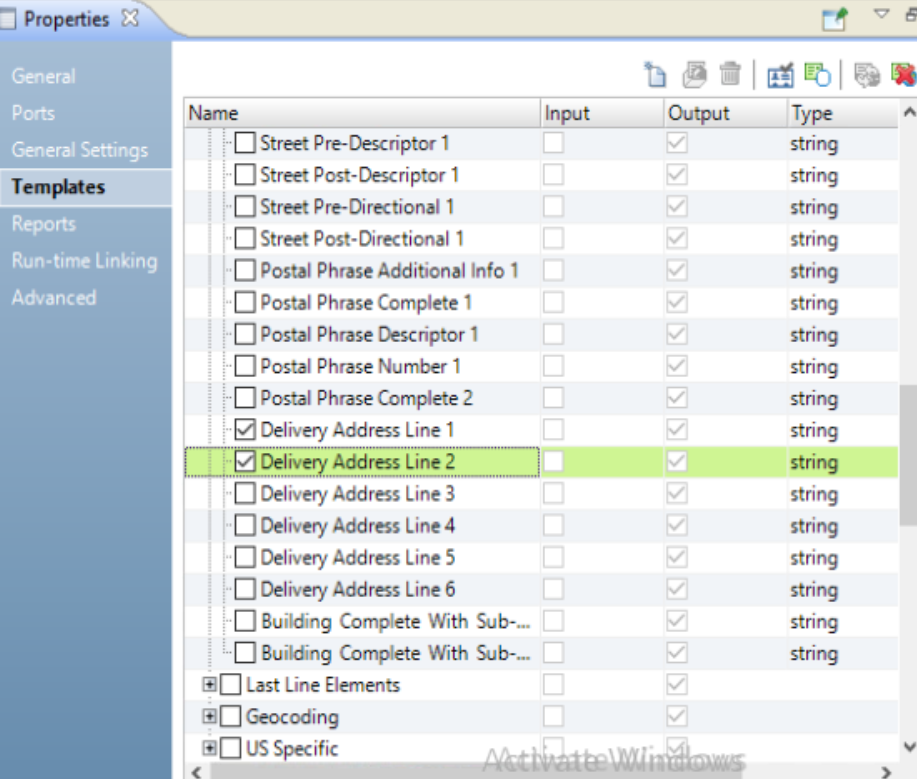 Properties
General
Ports
General Settings
Templates
Reports
Run-time Linking
Advanced
Name Input Output Type
Street Pre-Descriptor 1 string
Street Post-Descriptor 1 string
Street Pre-Directional 1 string
Street Post-Directional 1 string
Postal Phrase Additional Info 1 string
Postal Phrase Complete 1 string
Postal Phrase Descriptor 1 string
Postal Phrase Number 1 string
Postal Phrase Complete 2 string
Delivery Address Line 1 string
Delivery Address Line 2 string
Delivery Address Line 3 string
Delivery Address Line 4 string
Delivery Address Line 5 string
Delivery Address Line 6 string
Building Complete With Sub-... string
Building Complete With Sub-... string
Last Line Elements
Geocoding
US Specific
Activate Windows